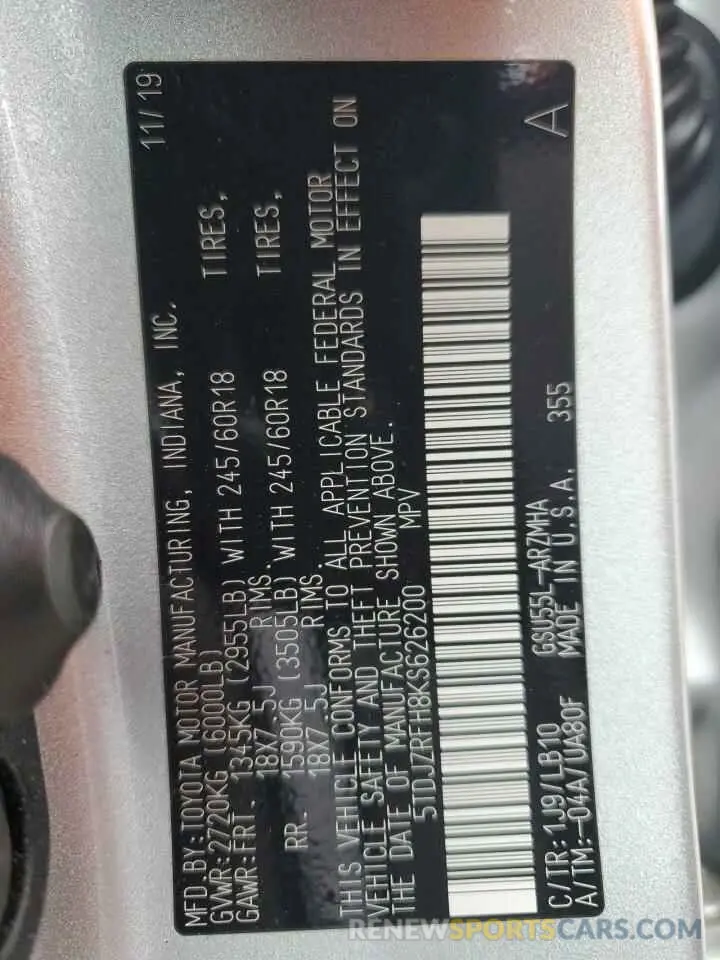 MFD.BY:TOYOTA MOTOR MANUFACTURING, INDIANA, INC. 11/19
GVWR:2720KG (6000LB)
GAWR:FRT. 1345KG (2955LB) WITH 245/60R18 TIRES,
18X7.5J RIMS.
RR. 1590KG (3505LB) WITH 245/60R18 TIRES,
18X7.5J RIMS.
THIS VEHICLE CONFORMS TO ALL APPLICABLE FEDERAL MOTOR
VEHICLE SAFETY AND THEFT PREVENTION STANDARDS IN EFFECT ON
THE DATE OF MANUFACTURE SHOWN ABOVE.
5TDJZRFH8KS626200 MPV
C/TR:1J9/LB10 GSU55L-ARZMHA
A/TM:-04A/UA80F MADE IN U.S.A. 355 A
RENEWSPORTSCARS.COM